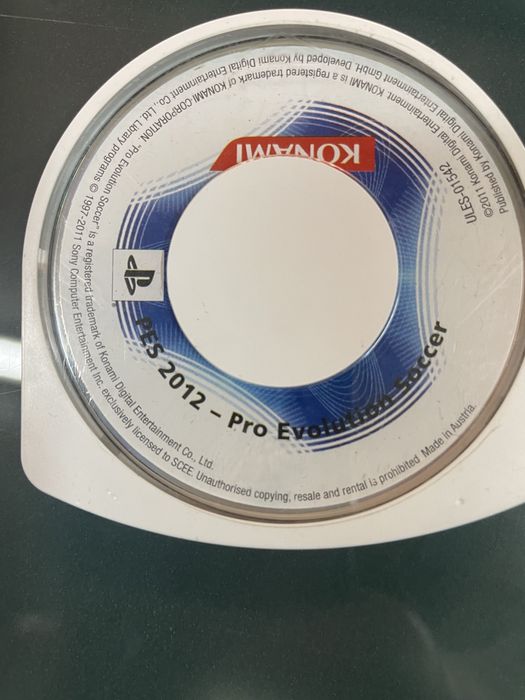 KONAMI
ULES-01542
©2011 Konami Digital Entertainment
Published by Konami Digital Entertainment GmbH. Developed by Konami Digital Entertainment Co., Ltd. Library programs © 1997-2011 Sony Computer Entertainment Inc. exclusively licensed to SCEE. Unauthorised copying, resale and rental is prohibited. Made in Austria.
KONAMI is a registered trademark of KONAMI CORPORATION. "Pro Evolution Soccer" is a registered trademark of Konami Digital Entertainment Co., Ltd.
PES 2012 – Pro Evolution Soccer